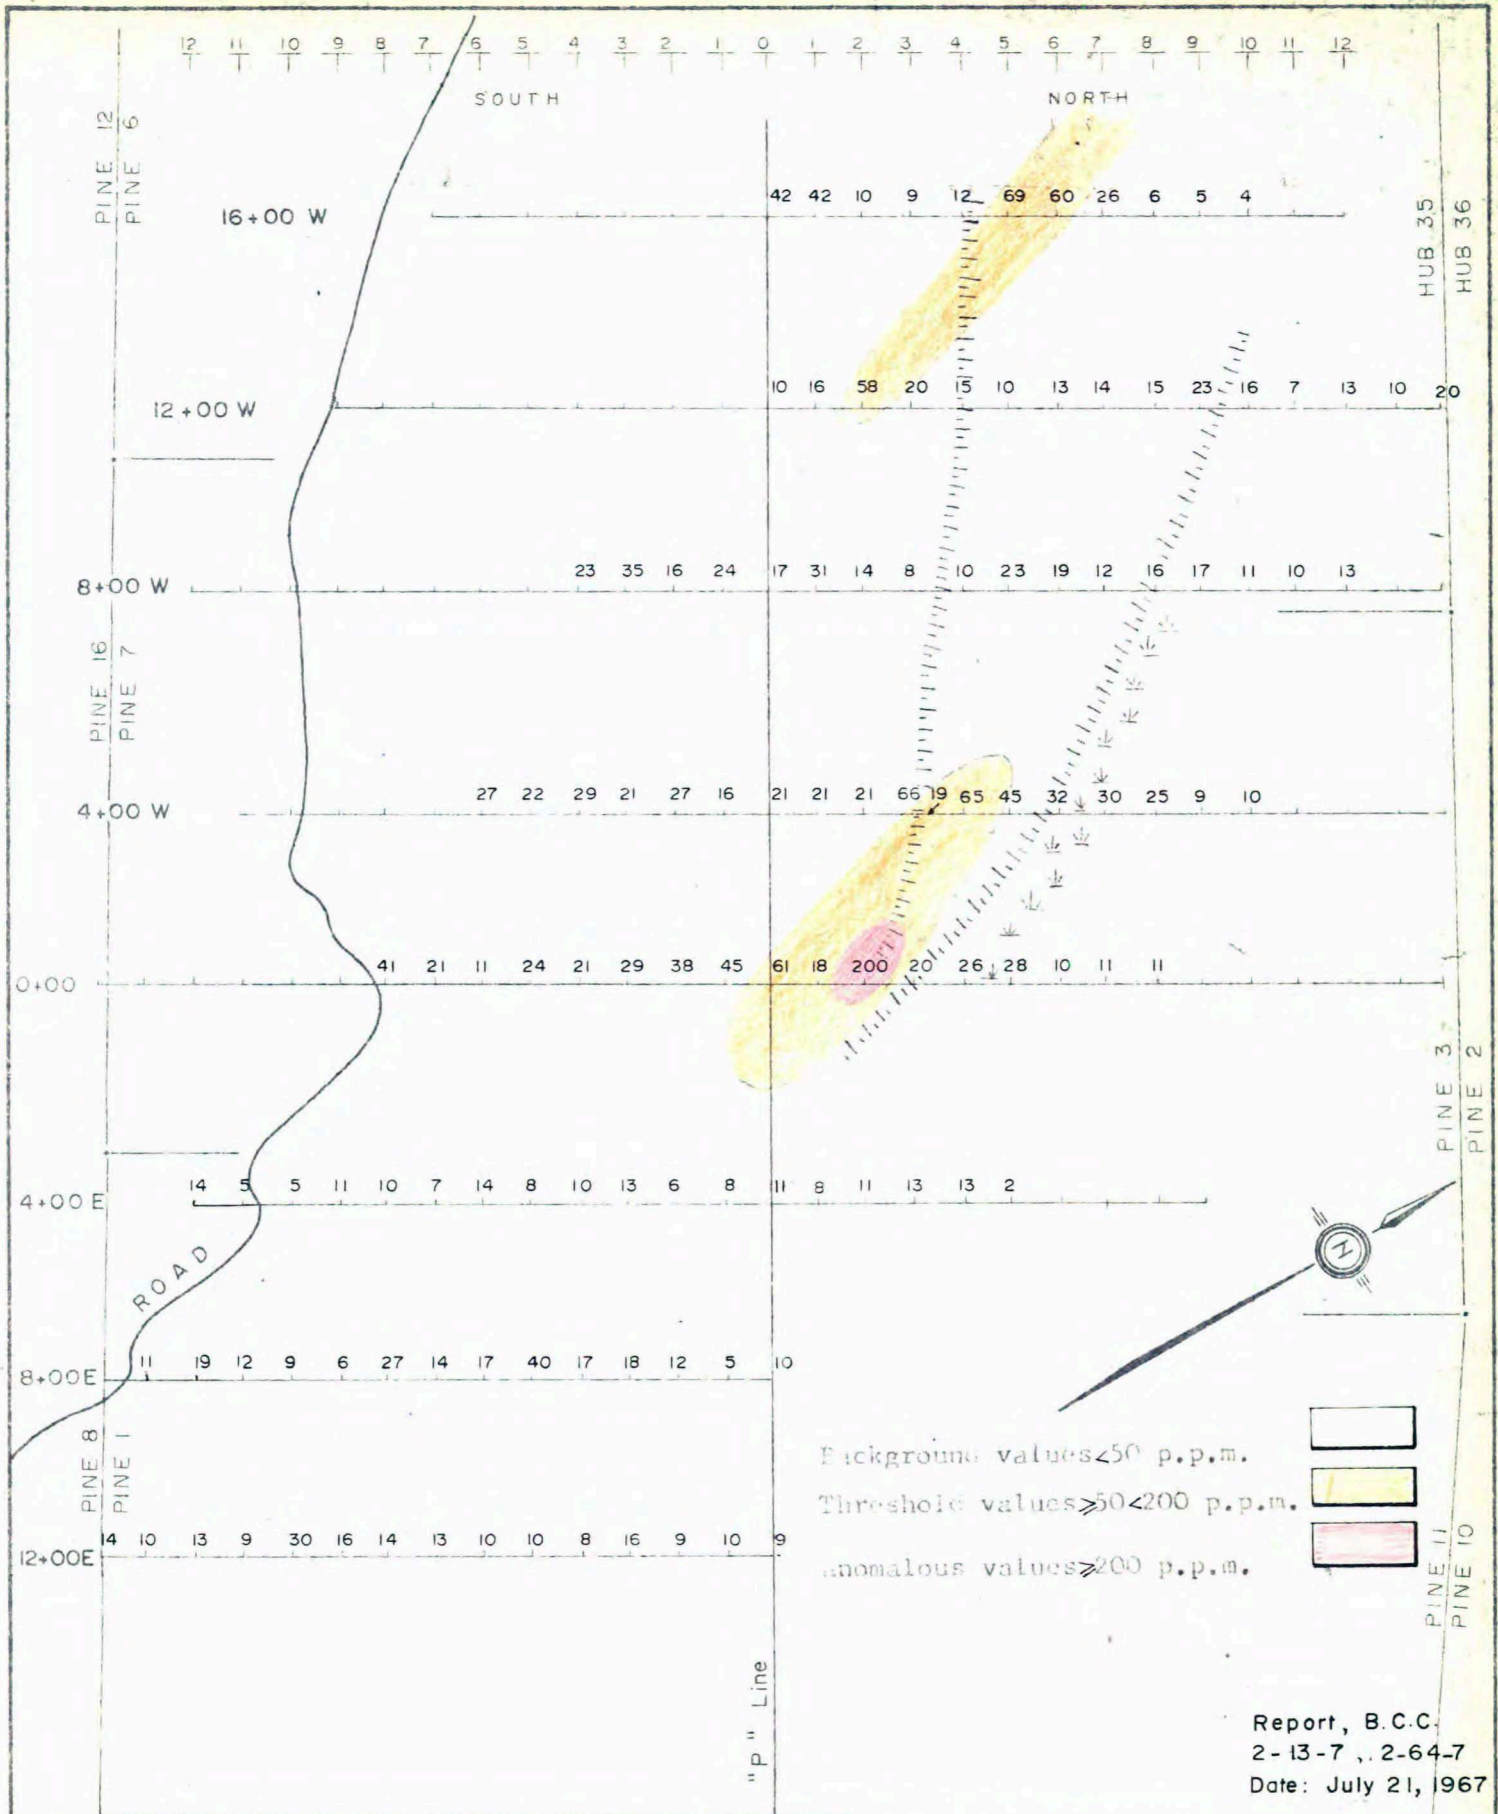 12 11 10 9 8 7 6 5 4 3 2 1 0 1 2 3 4 5 6 7 8 9 10 11 12
SOUTH NORTH
PINE 12
PINE 6
HUB 35
HUB 36
16+00 W 42 42 10 9 12 69 60 26 6 5 4
12+00 W 10 16 58 20 15 10 13 14 15 23 16 7 13 10 20
8+00 W 23 35 16 24 17 31 14 8 10 23 19 12 16 17 11 10 13
PINE 16
PINE 7
4+00 W 27 22 29 21 27 16 21 21 21 66 19 65 45 32 30 25 9 10
0+00 41 21 11 24 21 29 38 45 61 18 200 20 26 28 10 11 11
PINE 3
PINE 2
4+00 E 14 5 5 11 10 7 14 8 10 13 6 8 11 8 11 13 13 2
ROAD
N
8+00E 11 19 12 9 6 27 14 17 40 17 18 12 5 10
PINE 8
PINE 1
Background values<50 p.p.m.
Threshold values⩾50<200 p.p.m.
Anomalous values⩾200 p.p.m.
12+00E 14 10 13 9 30 16 14 13 10 10 8 16 9 10 9
PINE 11
PINE 10
"P" Line
Report, B.C.C.
2-13-7, 2-64-7
Date: July 21, 1967